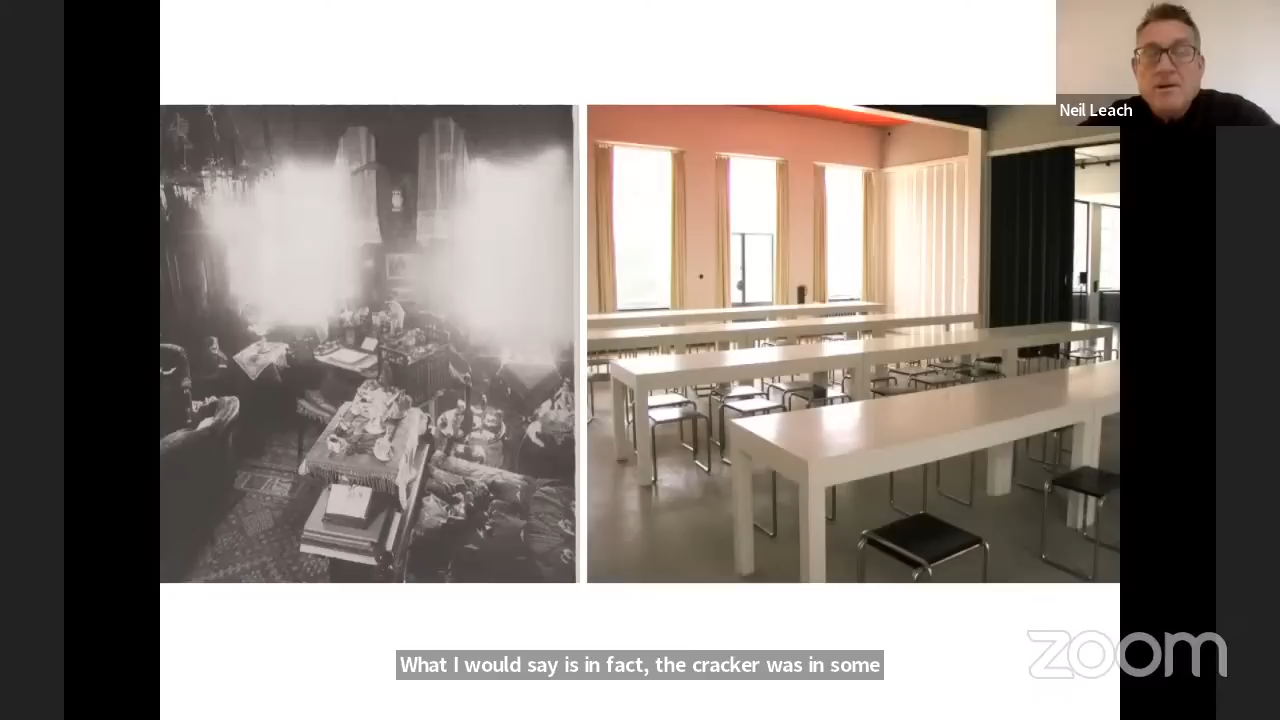 Neil Leach
What I would say is in fact, the cracker was in some
zoom